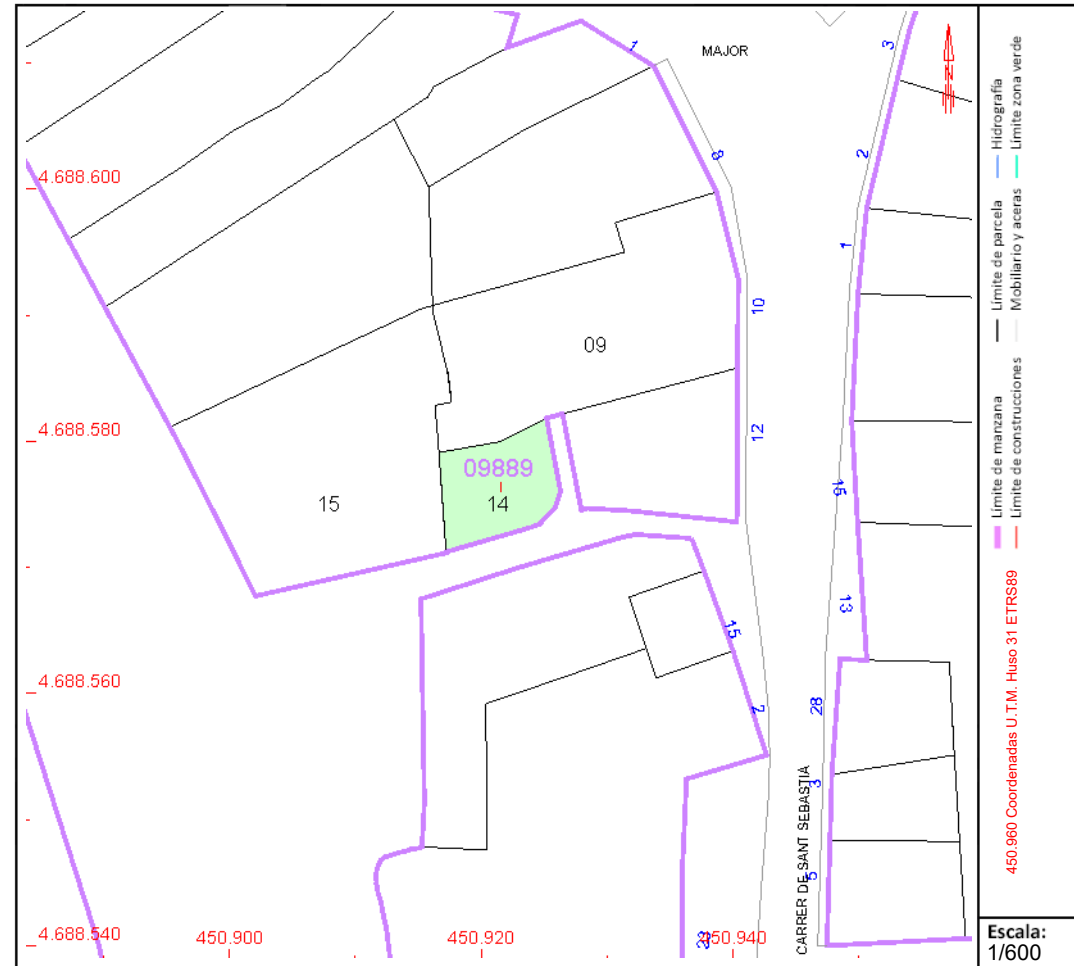 MAJOR
1
3
8
2
4.688.600
1
10
09
12
4.688.580
09889
14
15
15
13
15
4.688.560
7
28
3
5
CARRER DE SANT SEBASTIÀ
4.688.540
450.900
450.920
450.940
N
Límite de manzana
Límite de parcela
Hidrografía
Límite de construcciones
Mobiliario y aceras
Límite zona verde
450.960 Coordenadas U.T.M. Huso 31 ETRS89
Escala:
1/600